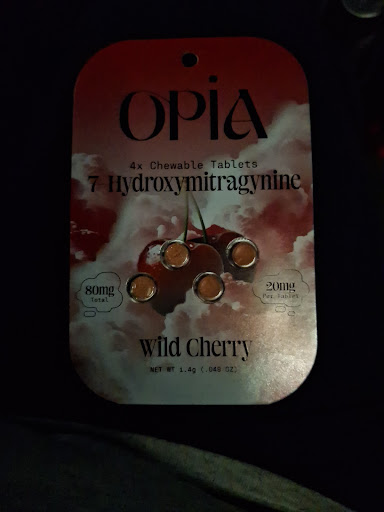 OPiA
4x Chewable Tablets
7-Hydroxymitragynine
80mg
Total
20mg
Per Tablet
Wild Cherry
NET WT 1.4g (.049 OZ)